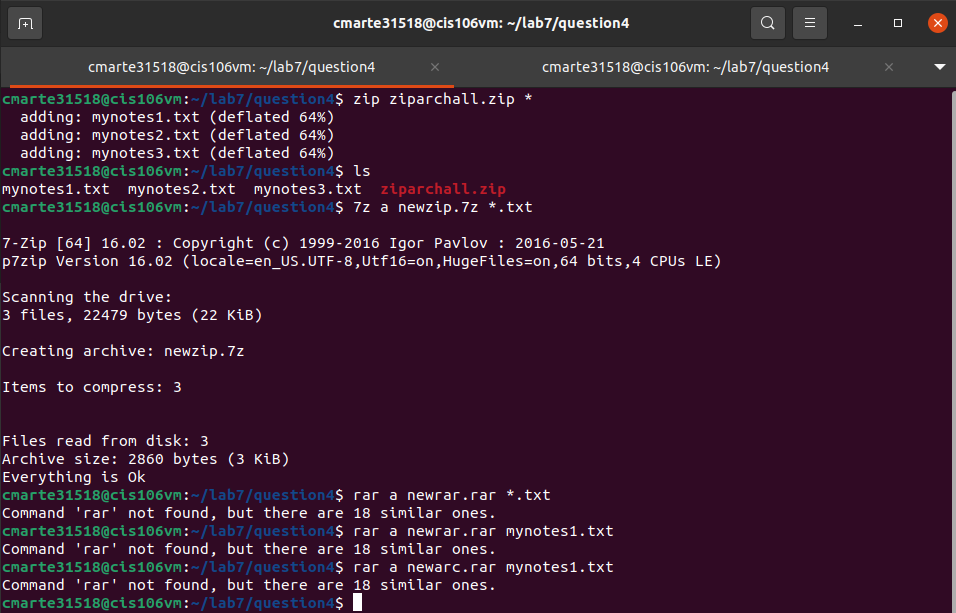 cmarte31518@cis106vm: ~/lab7/question4
cmarte31518@cis106vm: ~/lab7/question4
cmarte31518@cis106vm: ~/lab7/question4
cmarte31518@cis106vm:~/lab7/question4$ zip ziparchall.zip *
  adding: mynotes1.txt (deflated 64%)
  adding: mynotes2.txt (deflated 64%)
  adding: mynotes3.txt (deflated 64%)
cmarte31518@cis106vm:~/lab7/question4$ ls
mynotes1.txt  mynotes2.txt  mynotes3.txt  ziparchall.zip
cmarte31518@cis106vm:~/lab7/question4$ 7z a newzip.7z *.txt
7-Zip [64] 16.02 : Copyright (c) 1999-2016 Igor Pavlov : 2016-05-21
p7zip Version 16.02 (locale=en_US.UTF-8,Utf16=on,HugeFiles=on,64 bits,4 CPUs LE)
Scanning the drive:
3 files, 22479 bytes (22 KiB)
Creating archive: newzip.7z
Items to compress: 3
Files read from disk: 3
Archive size: 2860 bytes (3 KiB)
Everything is Ok
cmarte31518@cis106vm:~/lab7/question4$ rar a newrar.rar *.txt
Command 'rar' not found, but there are 18 similar ones.
cmarte31518@cis106vm:~/lab7/question4$ rar a newrar.rar mynotes1.txt
Command 'rar' not found, but there are 18 similar ones.
cmarte31518@cis106vm:~/lab7/question4$ rar a newarc.rar mynotes1.txt
Command 'rar' not found, but there are 18 similar ones.
cmarte31518@cis106vm:~/lab7/question4$